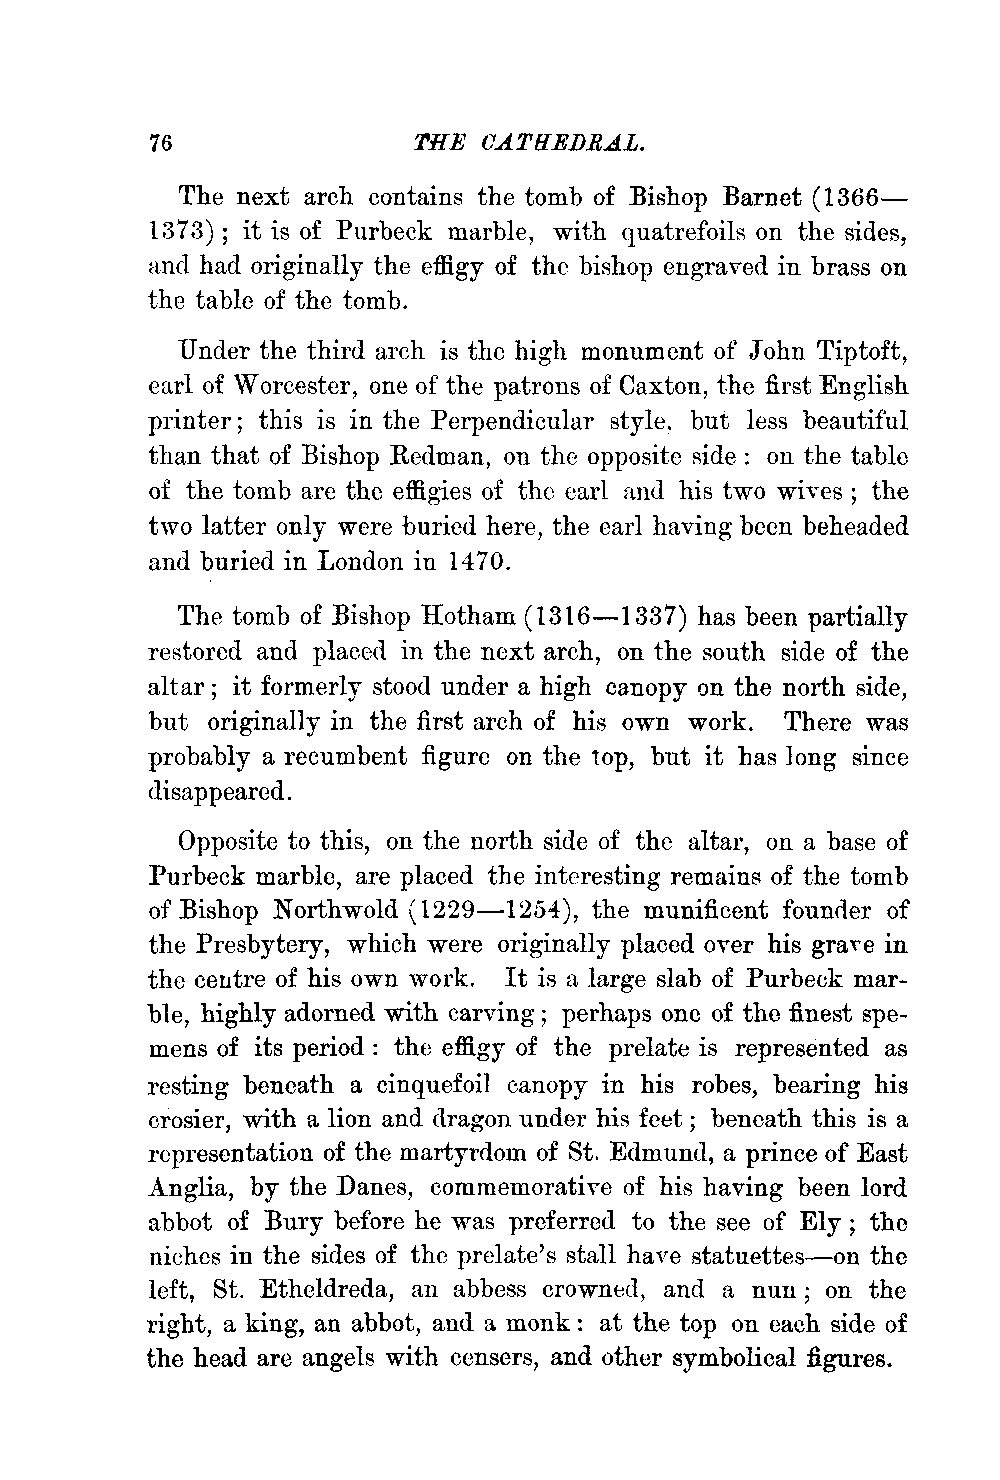 76 THE CATHEDRAL.
The next arch contains the tomb of Bishop Barnet (1366—
1373); it is of Purbeck marble, with quatrefoils on the sides,
and had originally the effigy of the bishop engraved in brass on
the table of the tomb.
Under the third arch is the high monument of John Tiptoft,
earl of Worcester, one of the patrons of Caxton, the first English
printer; this is in the Perpendicular style, but less beautiful
than that of Bishop Redman, on the opposite side: on the table
of the tomb are the effigies of the earl and his two wives; the
two latter only were buried here, the earl having been beheaded
and buried in London in 1470.
The tomb of Bishop Hotham (1316—1337) has been partially
restored and placed in the next arch, on the south side of the
altar; it formerly stood under a high canopy on the north side,
but originally in the first arch of his own work. There was
probably a recumbent figure on the top, but it has long since
disappeared.
Opposite to this, on the north side of the altar, on a base of
Purbeck marble, are placed the interesting remains of the tomb
of Bishop Northwold (1229—1254), the munificent founder of
the Presbytery, which were originally placed over his grave in
the centre of his own work. It is a large slab of Purbeck mar-
ble, highly adorned with carving; perhaps one of the finest spe-
mens of its period: the effigy of the prelate is represented as
resting beneath a cinquefoil canopy in his robes, bearing his
crosier, with a lion and dragon under his feet; beneath this is a
representation of the martyrdom of St. Edmund, a prince of East
Anglia, by the Danes, commemorative of his having been lord
abbot of Bury before he was preferred to the see of Ely; the
niches in the sides of the prelate's stall have statuettes—on the
left, St. Etheldreda, an abbess crowned, and a nun; on the
right, a king, an abbot, and a monk: at the top on each side of
the head are angels with censers, and other symbolical figures.